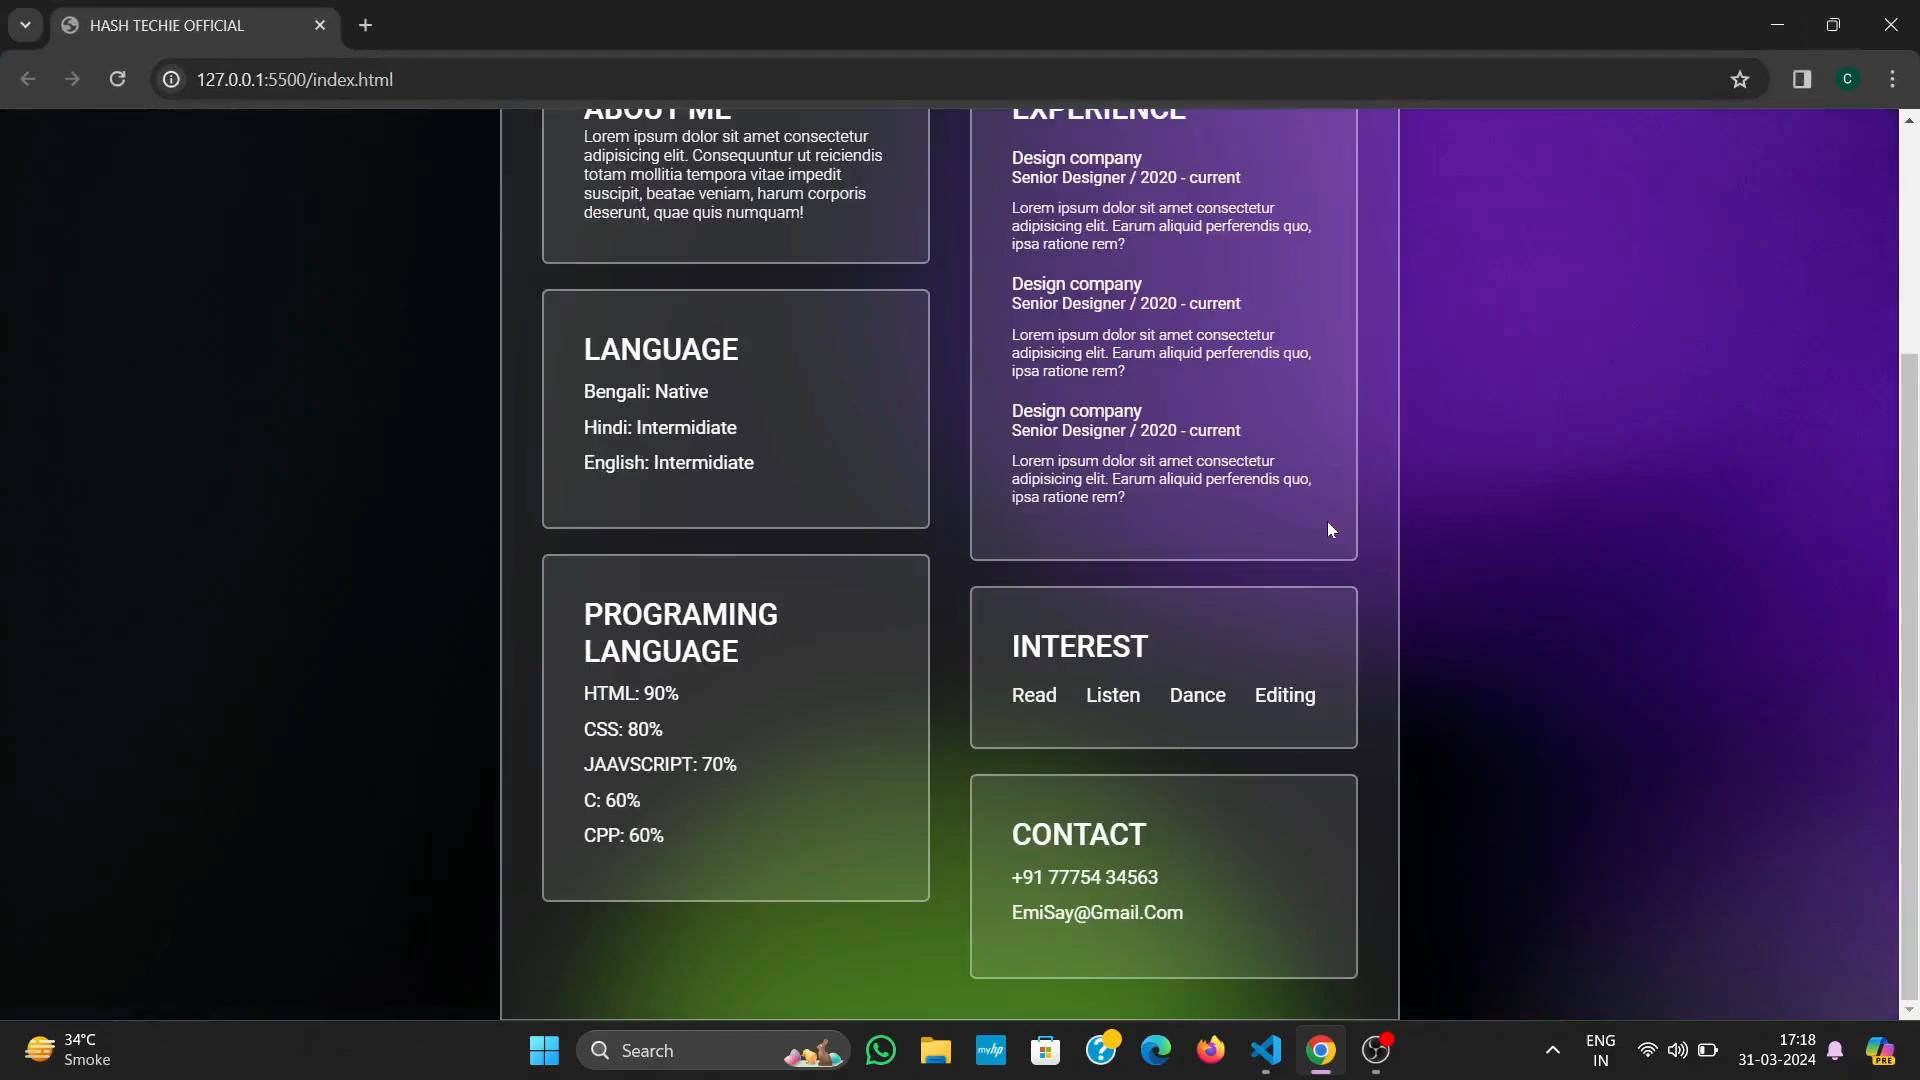 HASH TECHIE OFFICIAL
127.0.0.1:5500/index.html
C
ABOUT ME
Lorem ipsum dolor sit amet consectetur
adipisicing elit. Consequuntur ut reiciendis
totam mollitia tempora vitae impedit
suscipit, beatae veniam, harum corporis
deserunt, quae quis numquam!
LANGUAGE
Bengali: Native
Hindi: Intermidiate
English: Intermidiate
PROGRAMING
LANGUAGE
HTML: 90%
CSS: 80%
JAAVSCRIPT: 70%
C: 60%
CPP: 60%
EXPERIENCE
Design company
Senior Designer / 2020 - current
Lorem ipsum dolor sit amet consectetur
adipisicing elit. Earum aliquid perferendis quo,
ipsa ratione rem?
Design company
Senior Designer / 2020 - current
Lorem ipsum dolor sit amet consectetur
adipisicing elit. Earum aliquid perferendis quo,
ipsa ratione rem?
Design company
Senior Designer / 2020 - current
Lorem ipsum dolor sit amet consectetur
adipisicing elit. Earum aliquid perferendis quo,
ipsa ratione rem?
INTEREST
Read Listen Dance Editing
CONTACT
+91 77754 34563
EmiSay@Gmail.Com
34°C
Smoke
Search
myhp
ENG
IN
17:18
31-03-2024
PRE